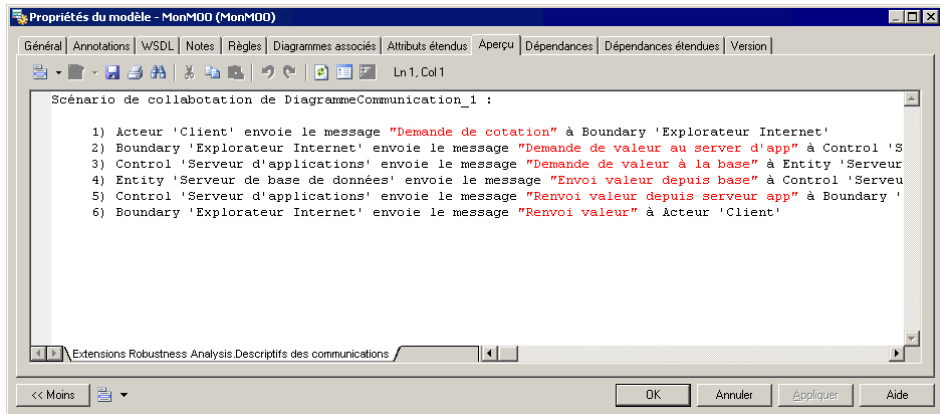 Propriétés du modèle - MonMOO (MonMOO)
Général Annotations WSDL Notes Règles Diagrammes associés Attributs étendus Aperçu Dépendances Dépendances étendues Version
Ln 1, Col 1
Scénario de collabotation de DiagrammeCommunication_1 :
1) Acteur 'Client' envoie le message "Demande de cotation" à Boundary 'Explorateur Internet'
2) Boundary 'Explorateur Internet' envoie le message "Demande de valeur au server d'app" à Control 'S
3) Control 'Serveur d'applications' envoie le message "Demande de valeur à la base" à Entity 'Serveur
4) Entity 'Serveur de base de données' envoie le message "Envoi valeur depuis base" à Control 'Serveu
5) Control 'Serveur d'applications' envoie le message "Renvoi valeur depuis serveur app" à Boundary '
6) Boundary 'Explorateur Internet' envoie le message "Renvoi valeur" à Acteur 'Client'
Extensions Robustness Analysis.Descriptifs des communications
<< Moins OK Annuler Appliquer Aide